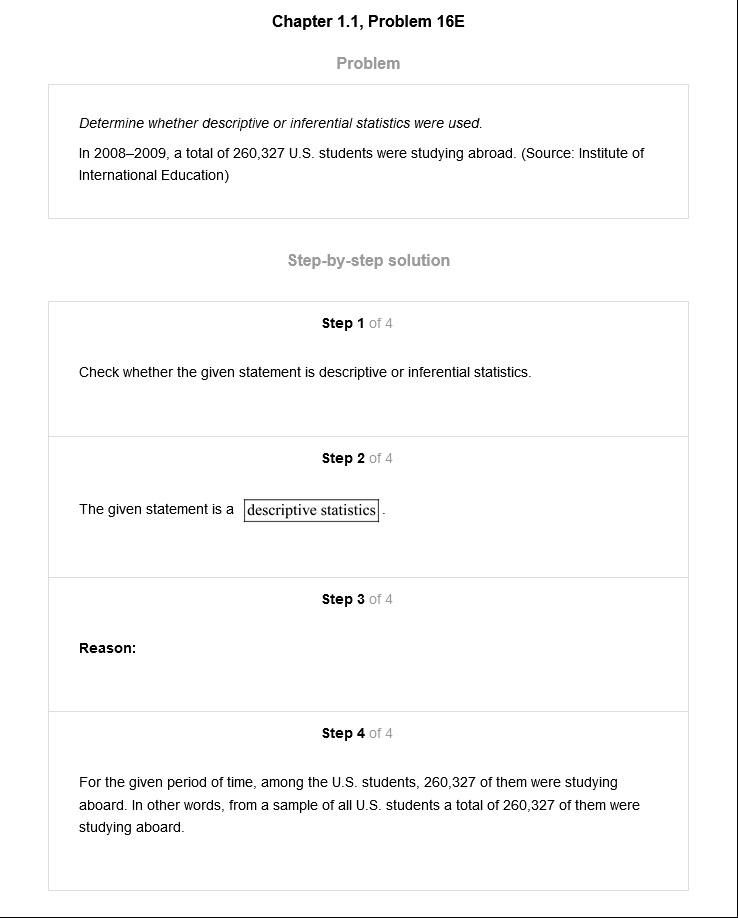 Chapter 1.1, Problem 16E
Problem
Determine whether descriptive or inferential statistics were used.
In 2008–2009, a total of 260,327 U.S. students were studying abroad. (Source: Institute of
International Education)
Step-by-step solution
Step 1 of 4
Check whether the given statement is descriptive or inferential statistics.
Step 2 of 4
The given statement is a descriptive statistics.
Step 3 of 4
Reason:
Step 4 of 4
For the given period of time, among the U.S. students, 260,327 of them were studying
aboard. In other words, from a sample of all U.S. students a total of 260,327 of them were
studying aboard.